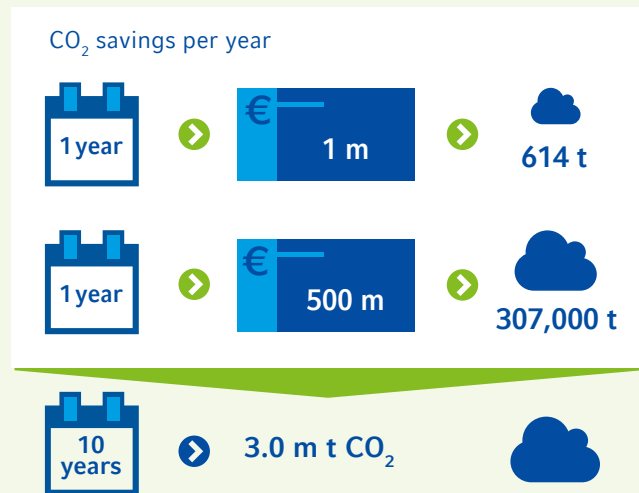 CO₂ savings per year
1 year
€
1 m
614 t
1 year
€
500 m
307,000 t
10
years
3.0 m t CO₂